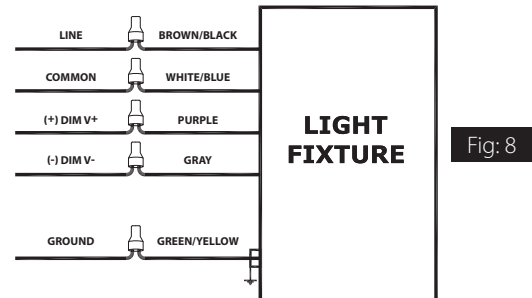 LINE BROWN/BLACK
COMMON WHITE/BLUE
(+) DIM V+ PURPLE
(-) DIM V- GRAY
GROUND GREEN/YELLOW
LIGHT
FIXTURE
Fig: 8